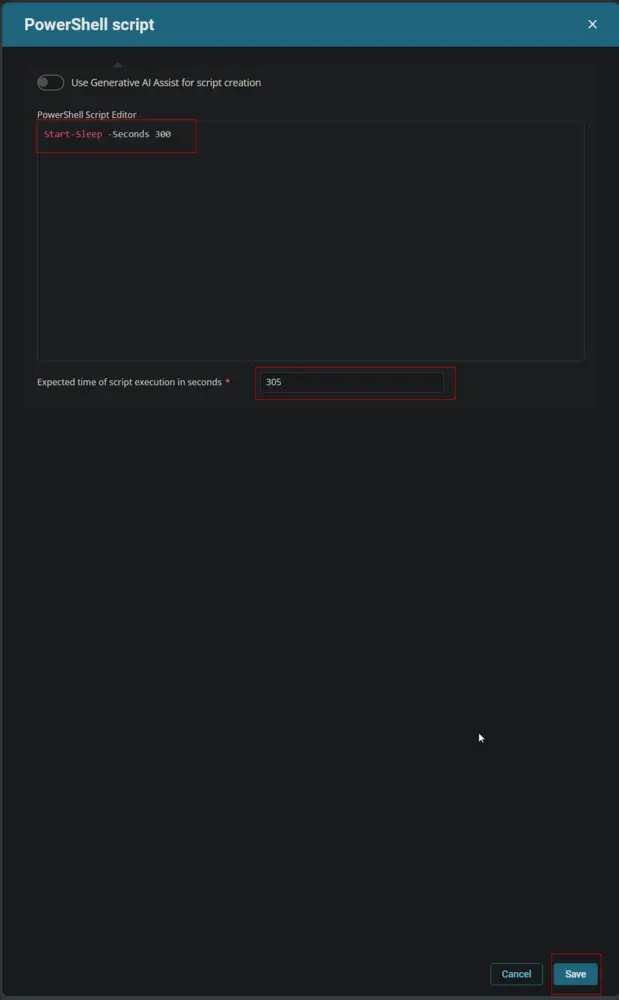 PowerShell script
Use Generative AI Assist for script creation
PowerShell Script Editor
Start-Sleep -Seconds 300
Expected time of script execution in seconds * 305
Cancel Save